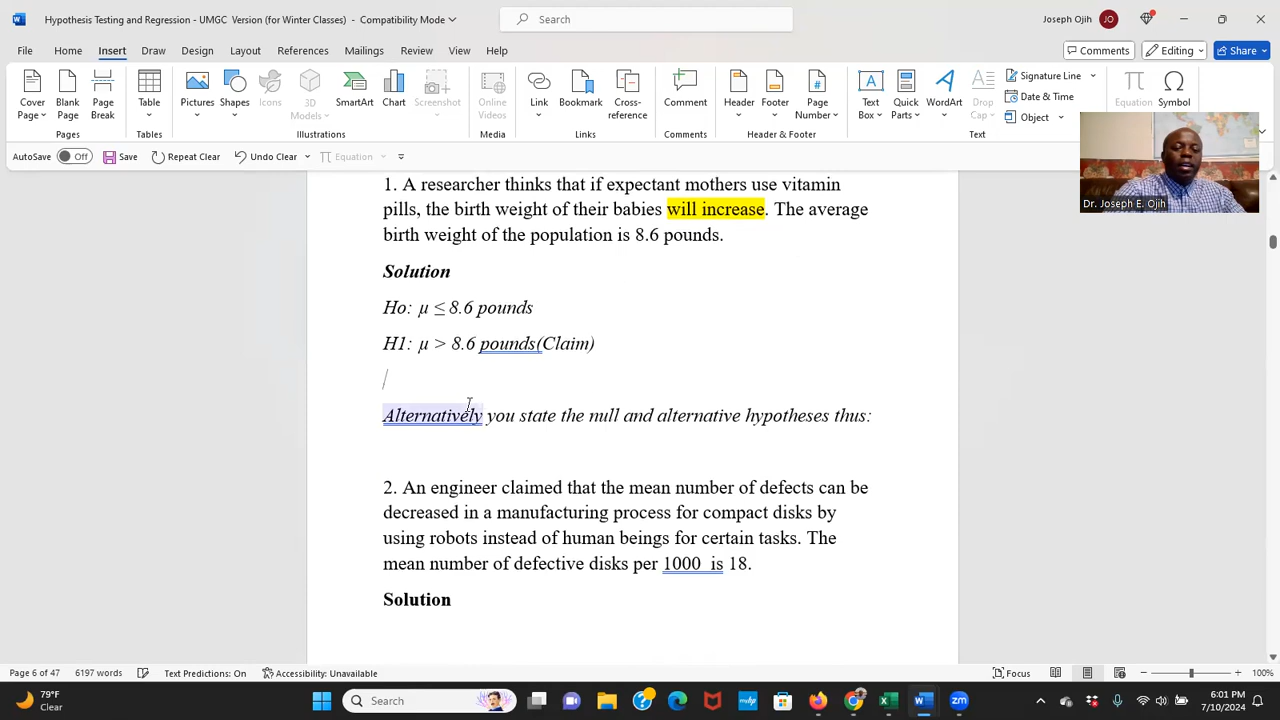 Hypothesis Testing and Regression - UMGC Version (for Winter Classes) - Compatibility Mode
Search
Joseph Ojih
JO
File Home Insert Draw Design Layout References Mailings Review View Help
Comments
Editing
Share
Cover Page
Blank Page
Page Break
Table
Pictures
Shapes
Icons
3D Models
SmartArt
Chart
Screenshot
Online Videos
Link
Bookmark
Cross-reference
Comment
Header
Footer
Page Number
Text Box
Quick Parts
WordArt
Drop Cap
Signature Line
Date & Time
Object
Equation
Symbol
Pages Tables Illustrations Media Links Comments Header & Footer Text
AutoSave Off Save Repeat Clear Undo Clear Equation
Dr. Joseph E. Ojih
1. A researcher thinks that if expectant mothers use vitamin
pills, the birth weight of their babies will increase. The average
birth weight of the population is 8.6 pounds.
Solution
Ho: µ ≤ 8.6 pounds
H1: µ > 8.6 pounds(Claim)
Alternatively you state the null and alternative hypotheses thus:
2. An engineer claimed that the mean number of defects can be
decreased in a manufacturing process for compact disks by
using robots instead of human beings for certain tasks. The
mean number of defective disks per 1000 is 18.
Solution
Page 6 of 47 6197 words Text Predictions: On Accessibility: Unavailable Focus 100%
79°F
Clear
Search
6:01 PM
7/10/2024